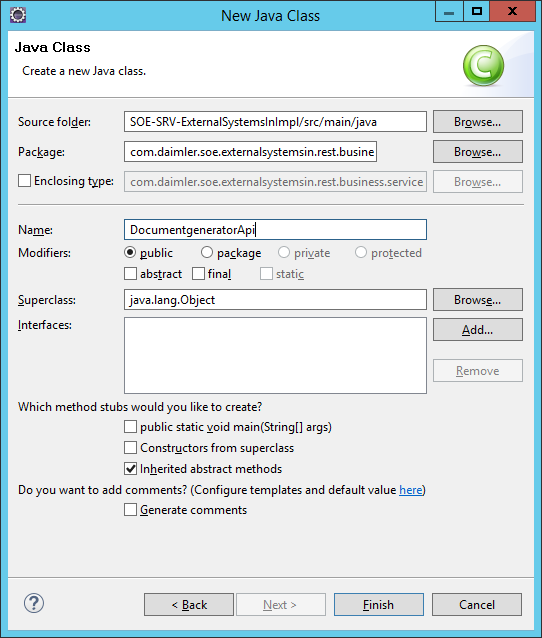 New Java Class
Java Class
Create a new Java class.
Source folder: SOE-SRV-ExternalSystemsInImpl/src/main/java Browse...
Package: com.daimler.soe.externalsystemsin.rest.busine Browse...
Enclosing type: com.daimler.soe.externalsystemsin.rest.business.service Browse...
Name: DocumentgeneratorApi
Modifiers: public package private protected
abstract final static
Superclass: java.lang.Object Browse...
Interfaces: Add...
Remove
Which method stubs would you like to create?
public static void main(String[] args)
Constructors from superclass
Inherited abstract methods
Do you want to add comments? (Configure templates and default value here)
Generate comments
? < Back Next > Finish Cancel